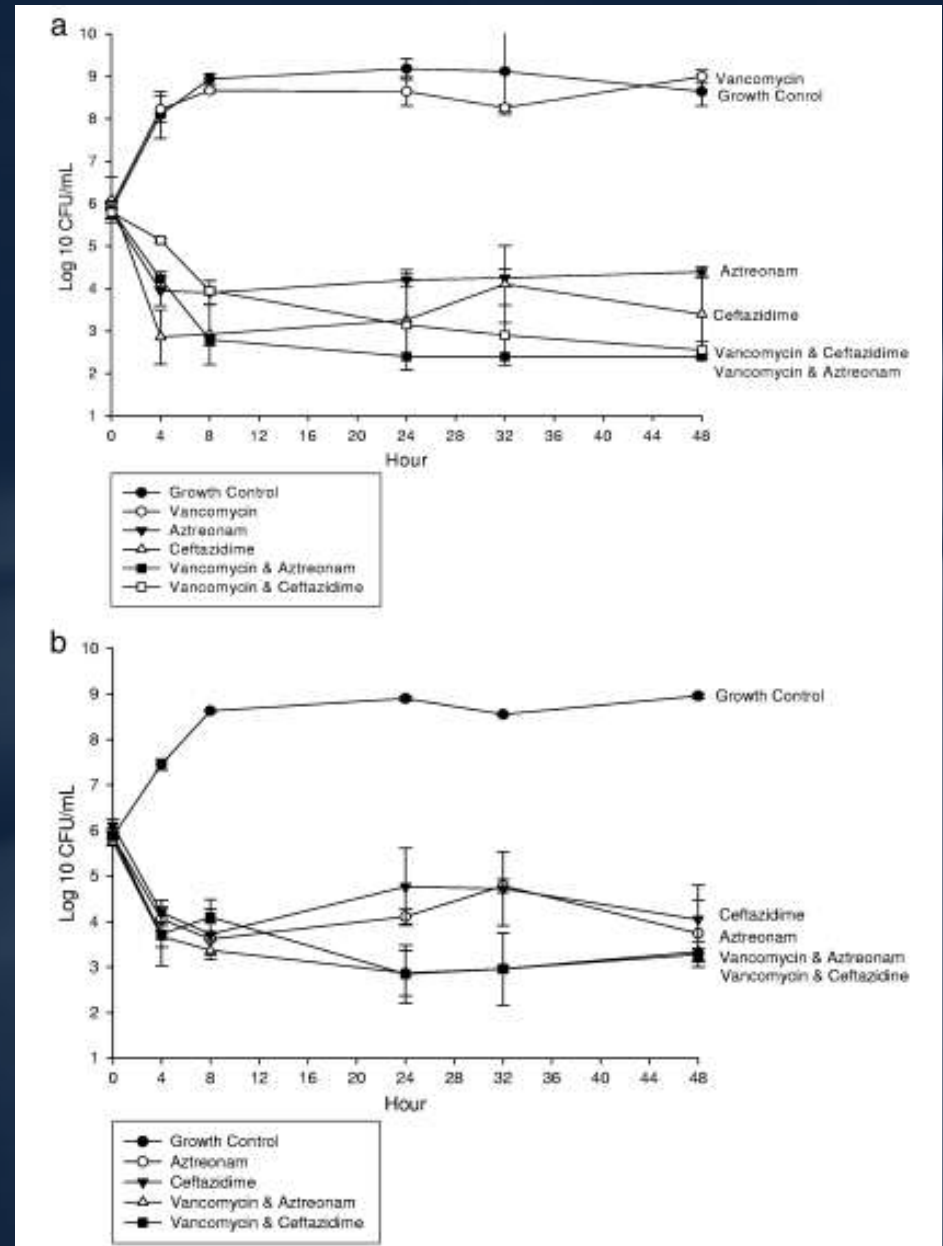 a
10
9
8
7
6
5
4
3
2
1
Log 10 CFU/mL
0 4 8 12 16 20 24 28 32 36 40 44 48
Hour
Vancomycin
Growth Conrol
Aztreonam
Ceftazidime
Vancomycin & Ceftazidime
Vancomycin & Aztreonam
Growth Control
Vancomycin
Aztreonam
Ceftazidime
Vancomycin & Aztreonam
Vancomycin & Ceftazidime
b
10
9
8
7
6
5
4
3
2
1
Log 10 CFU/mL
0 4 8 12 16 20 24 28 32 36 40 44 48
Hour
Growth Control
Ceftazidime
Aztreonam
Vancomycin & Aztreonam
Vancomycin & Ceftazidine
Growth Control
Aztreonam
Ceftazidime
Vancomycin & Aztreonam
Vancomycin & Ceftazidime